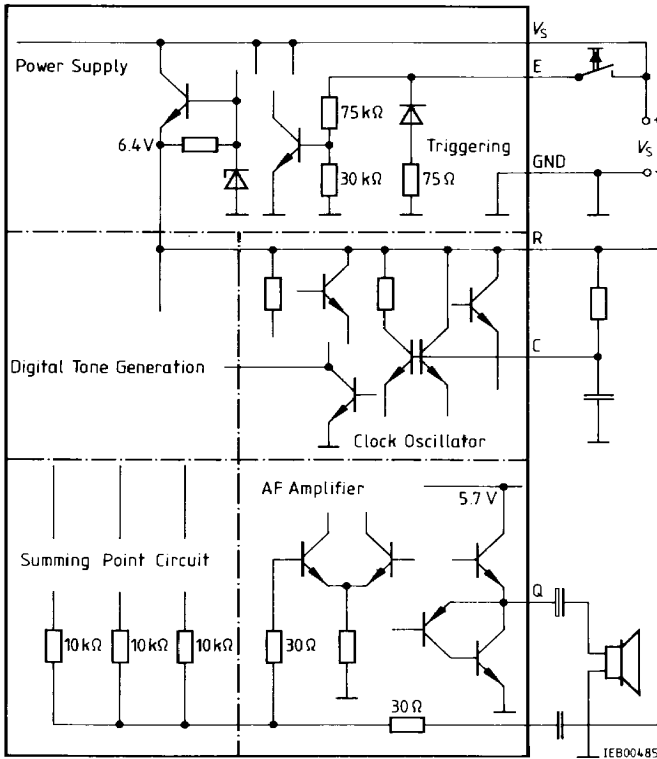 V_S
Power Supply
E
75 kΩ
6.4 V
Triggering
V_S
GND
30 kΩ
75 Ω
R
C
Digital Tone Generation
Clock Oscillator
AF Amplifier
5.7 V
Summing Point Circuit
Q
10 kΩ
10 kΩ
10 kΩ
30 Ω
30 Ω
IEB00485